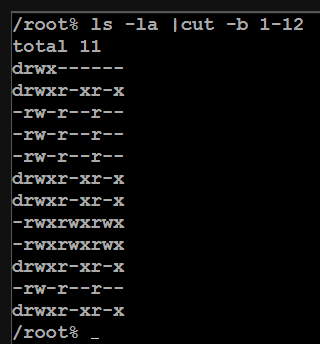 /root% ls -la |cut -b 1-12
total 11
drwx------
drwxr-xr-x
-rw-r--r--
-rw-r--r--
-rw-r--r--
drwxr-xr-x
drwxr-xr-x
-rwxrwxrwx
-rwxrwxrwx
drwxr-xr-x
-rw-r--r--
drwxr-xr-x
/root% _